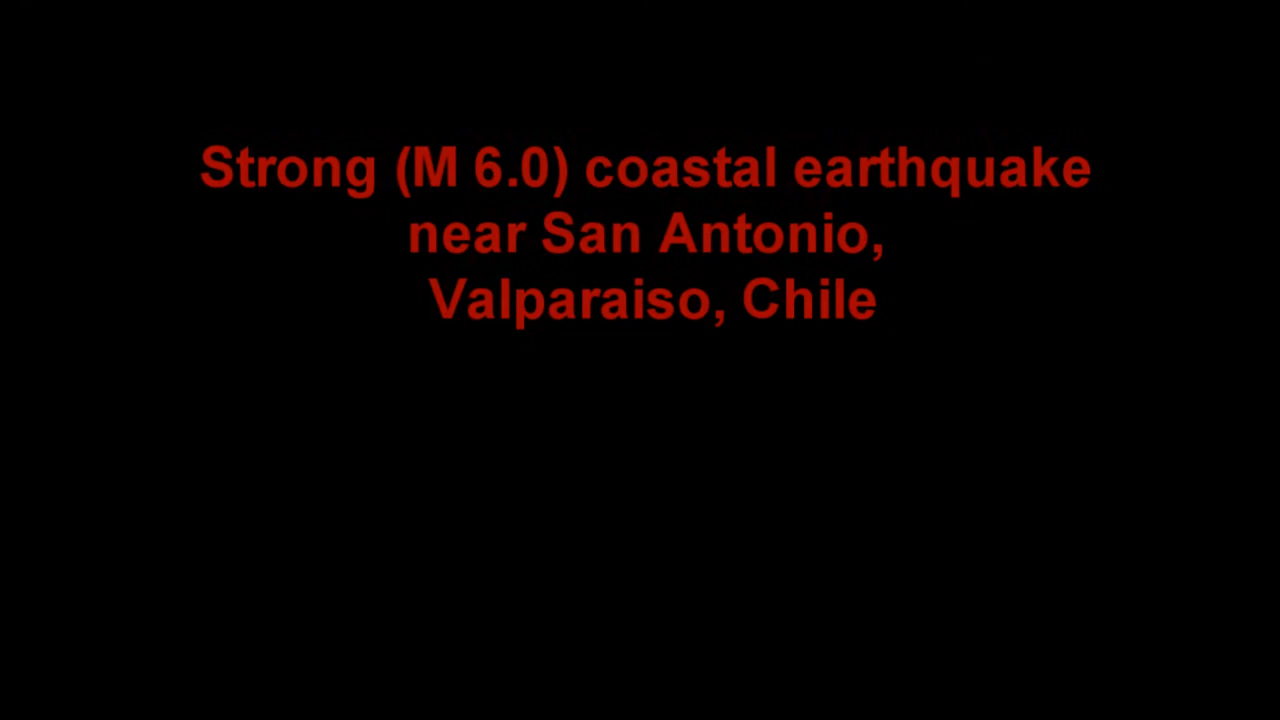 Strong (M 6.0) coastal earthquake
near San Antonio,
Valparaiso, Chile